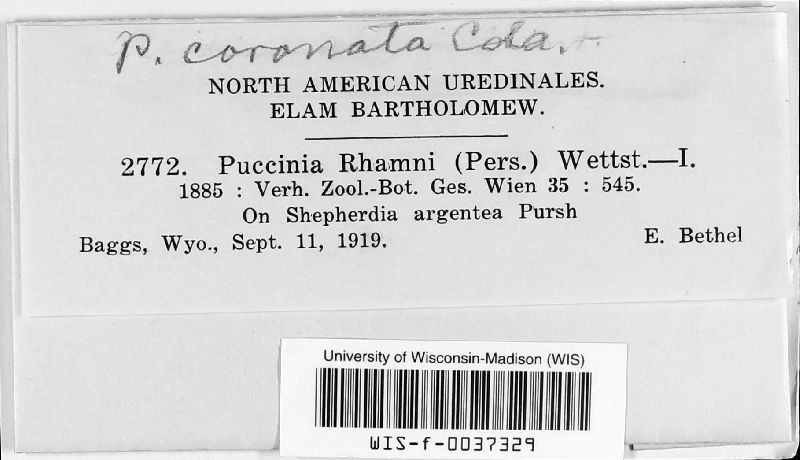 P. coronata Cda.
NORTH AMERICAN UREDINALES.
ELAM BARTHOLOMEW.
2772. Puccinia Rhamni (Pers.) Wettst.—I.
1885 : Verh. Zool.-Bot. Ges. Wien 35 : 545.
On Shepherdia argentea Pursh
Baggs, Wyo., Sept. 11, 1919. E. Bethel
University of Wisconsin-Madison (WIS)
WIS-f-0037329